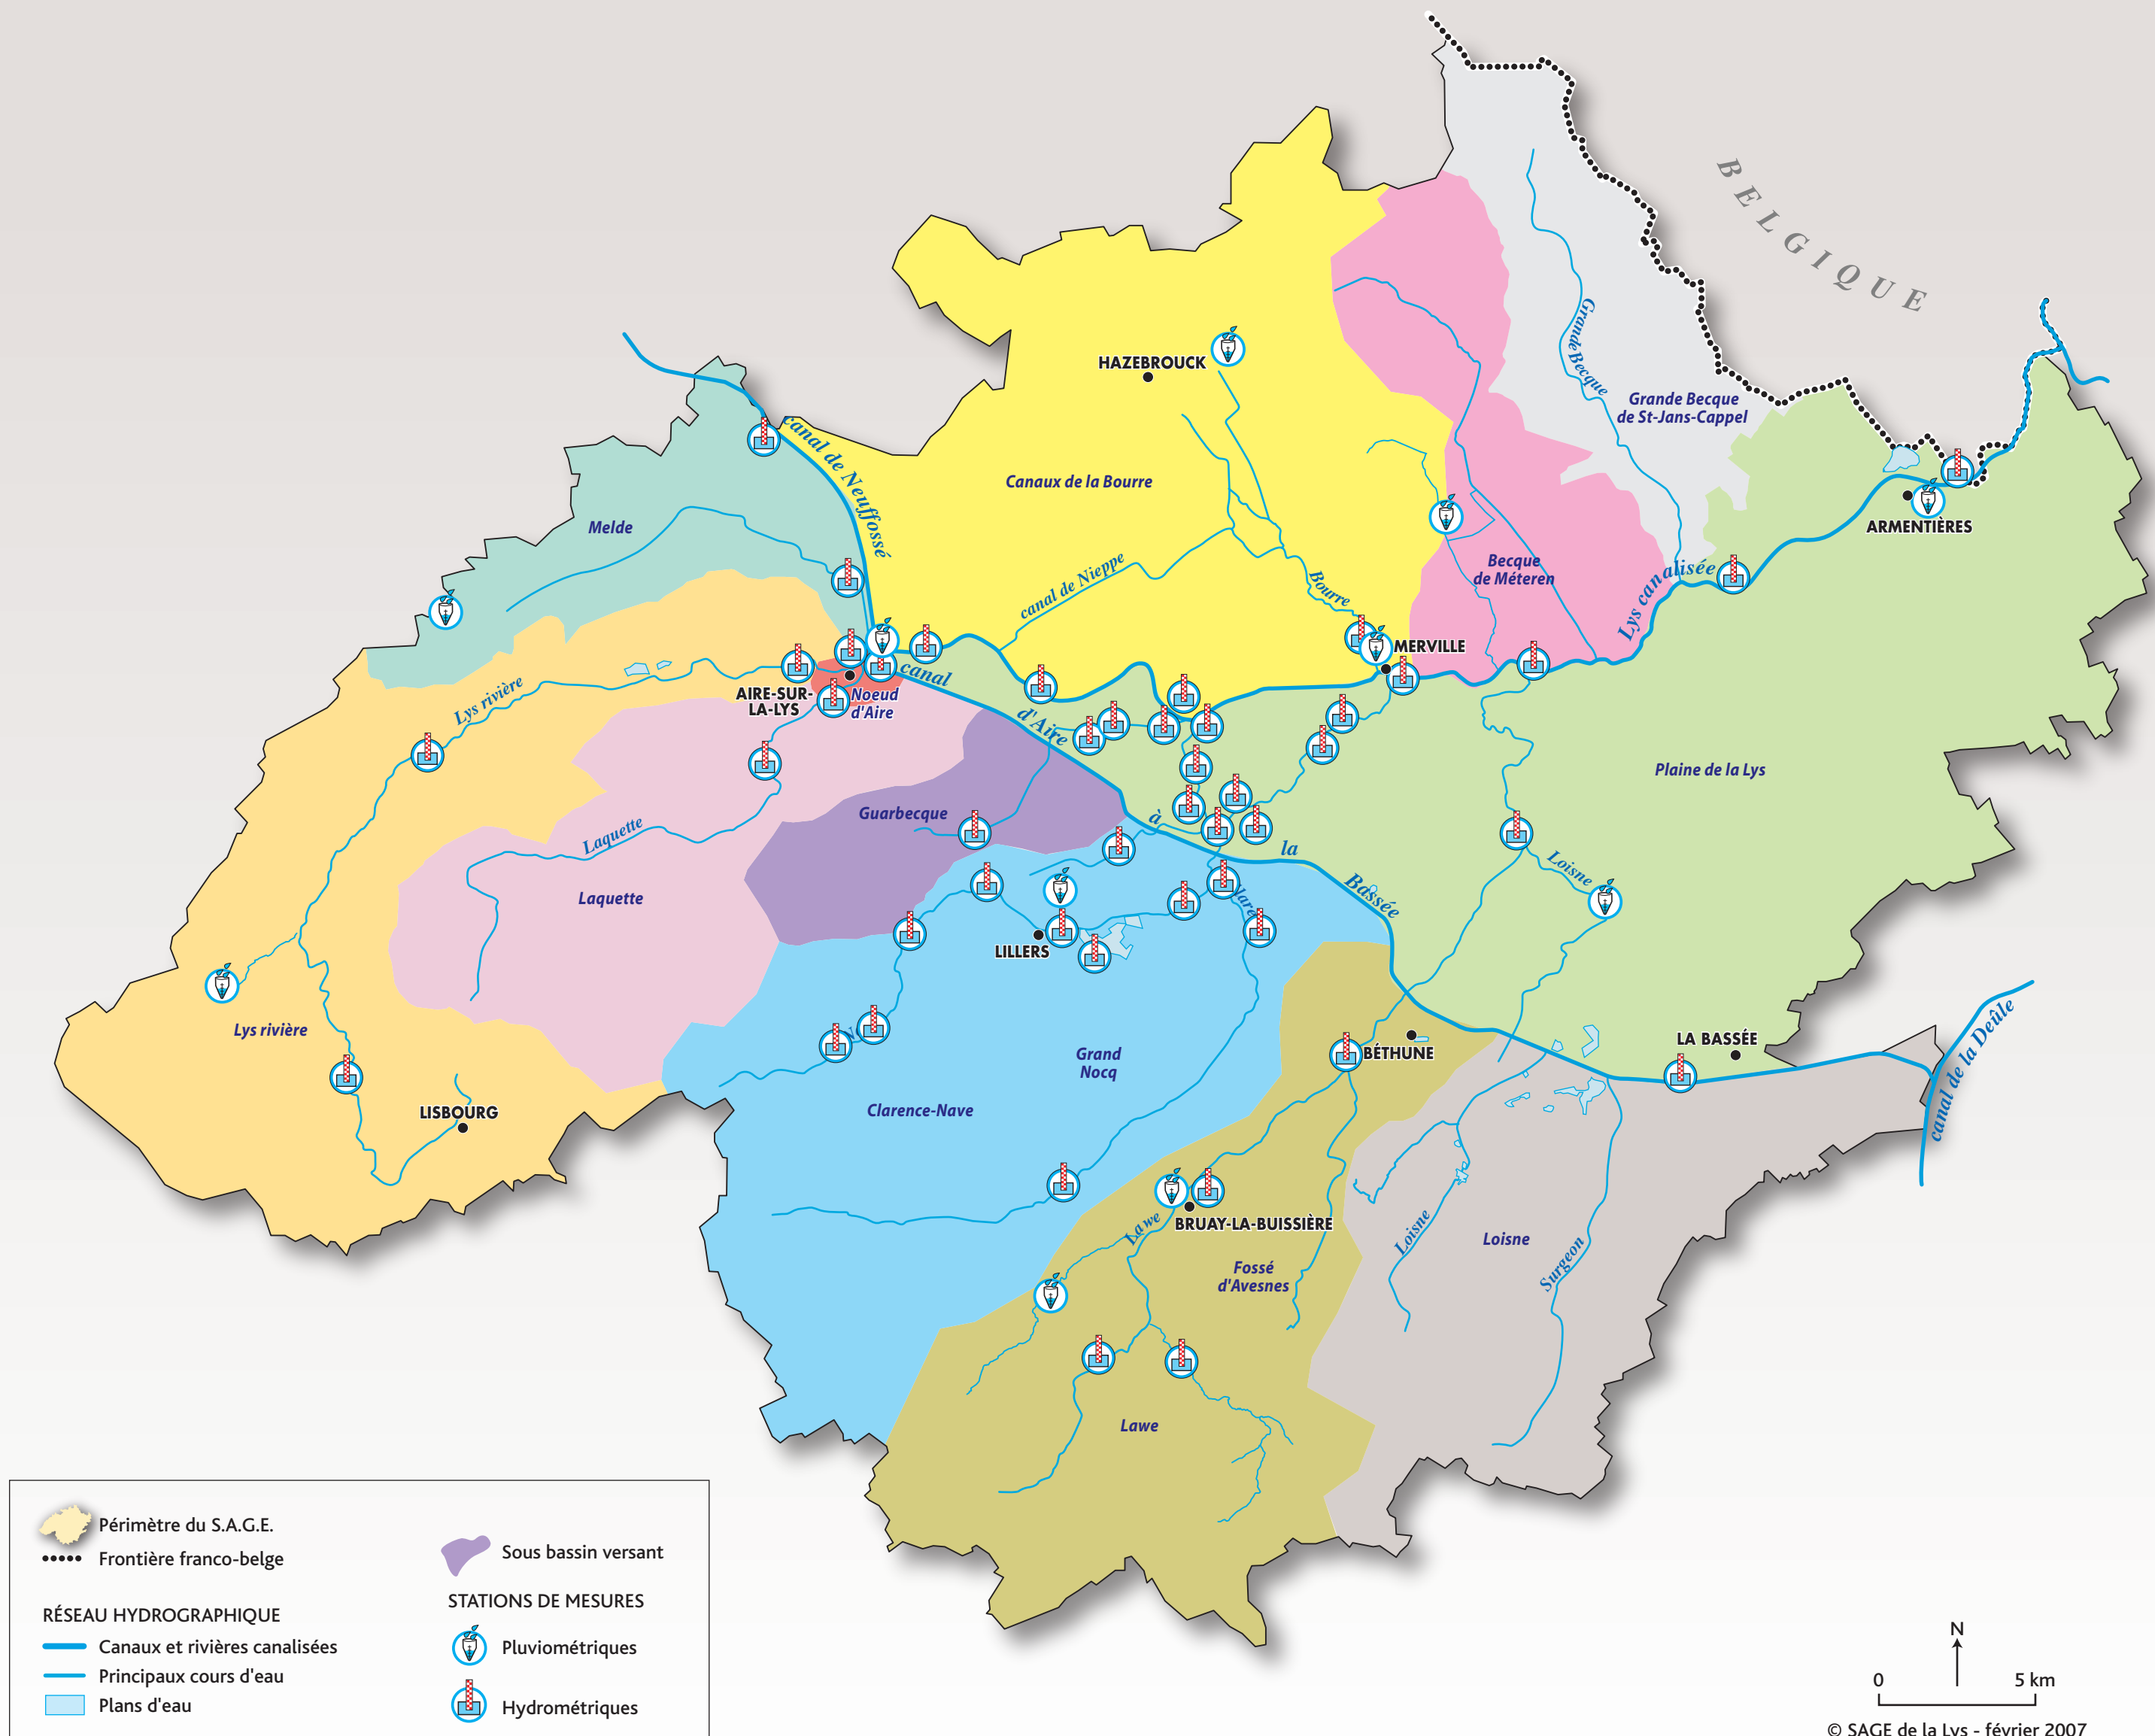 BELGIQUE
HAZEBROUCK
Grande Becque
Grande Becque
de St-Jans-Cappel
canal de Neuffossé
Canaux de la Bourre
Melde
ARMENTIÈRES
canal de Nieppe
Bourre
Becque
de Méteren
Lys canalisée
MERVILLE
AIRE-SUR-
LA-LYS
Noeud
d'Aire
canal
d'Aire
à
la
Bassée
Lys rivière
Plaine de la Lys
Guarbecque
Laquette
Laquette
Loisne
LILLERS
Lys rivière
Grand
Nocq
BÉTHUNE
LA BASSÉE
canal de la Deûle
LISBOURG
Clarence-Nave
Lawe
BRUAY-LA-BUISSIÈRE
Loisne
Loisne
Surgeon
Fossé
d'Avesnes
Lawe
Périmètre du S.A.G.E.
Frontière franco-belge
RÉSEAU HYDROGRAPHIQUE
Canaux et rivières canalisées
Principaux cours d'eau
Plans d'eau
Sous bassin versant
STATIONS DE MESURES
Pluviométriques
Hydrométriques
N
0 5 km
© SAGE de la Lys - février 2007